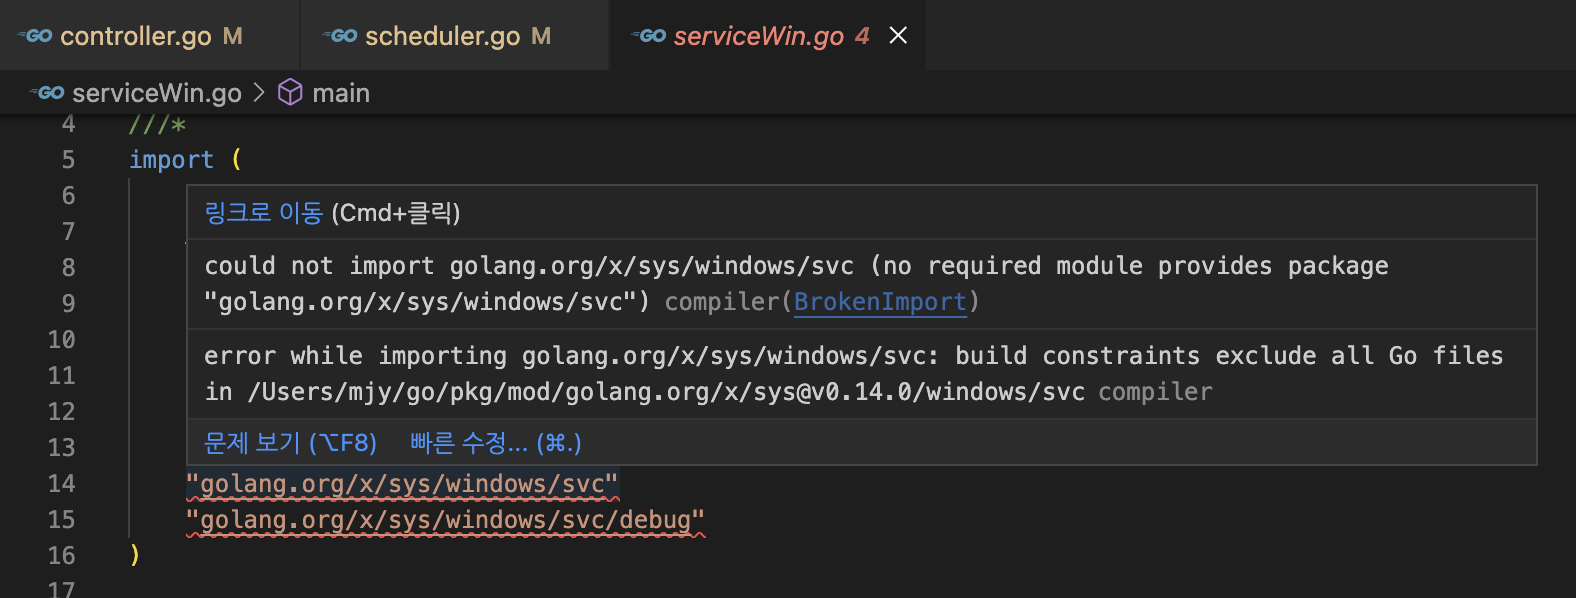 GO controller.go M GO scheduler.go M GO serviceWin.go 4
GO serviceWin.go > main
4 ///*
5 import (
6
7
8
9
10
11
12
13
링크로 이동 (Cmd+클릭)
could not import golang.org/x/sys/windows/svc (no required module provides package
"golang.org/x/sys/windows/svc") compiler(BrokenImport)
error while importing golang.org/x/sys/windows/svc: build constraints exclude all Go files
in /Users/mjy/go/pkg/mod/golang.org/x/sys@v0.14.0/windows/svc compiler
문제 보기 (⌥F8) 빠른 수정... (⌘.)
14 "golang.org/x/sys/windows/svc"
15 "golang.org/x/sys/windows/svc/debug"
16 )
17